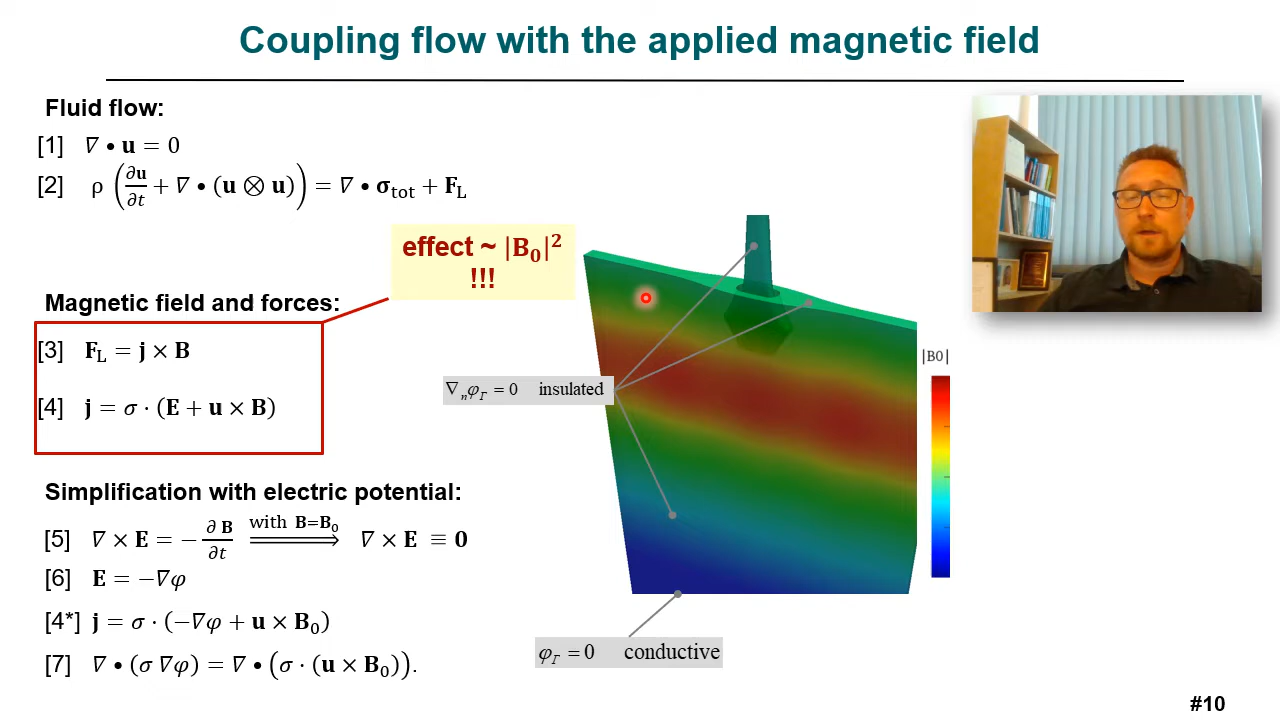 Coupling flow with the applied magnetic field
Fluid flow:
[1] ∇ • 𝐮 = 0
[2] ρ (∂𝐮/∂t + ∇ • (𝐮 ⊗ 𝐮)) = ∇ • 𝛔tot + 𝐅L
effect ~ |𝐁₀|²
!!!
Magnetic field and forces:
[3] 𝐅L = 𝐣 × 𝐁
[4] 𝐣 = σ · (𝐄 + 𝐮 × 𝐁)
|B0|
∇ₙφ_Γ = 0 insulated
Simplification with electric potential:
[5] ∇ × 𝐄 = −∂ 𝐁/∂t with 𝐁=𝐁₀ ⟹ ∇ × 𝐄 ≡ 𝟎
[6] 𝐄 = −∇φ
[4*] 𝐣 = σ · (−∇φ + 𝐮 × 𝐁₀)
[7] ∇ • (σ ∇φ) = ∇ • (σ · (𝐮 × 𝐁₀)).
φ_Γ = 0 conductive
#10